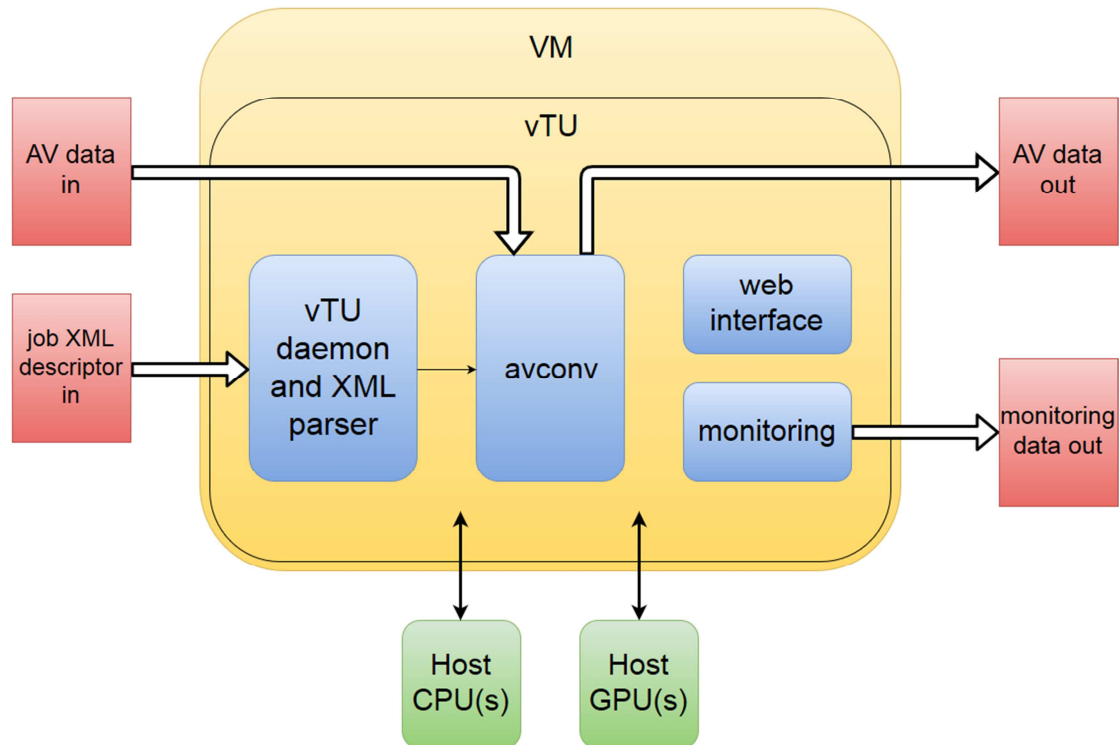 VM
vTU
AV data
in
AV data
out
job XML
descriptor
in
vTU
daemon
and XML
parser
avconv
web
interface
monitoring
monitoring
data out
Host
CPU(s)
Host
GPU(s)